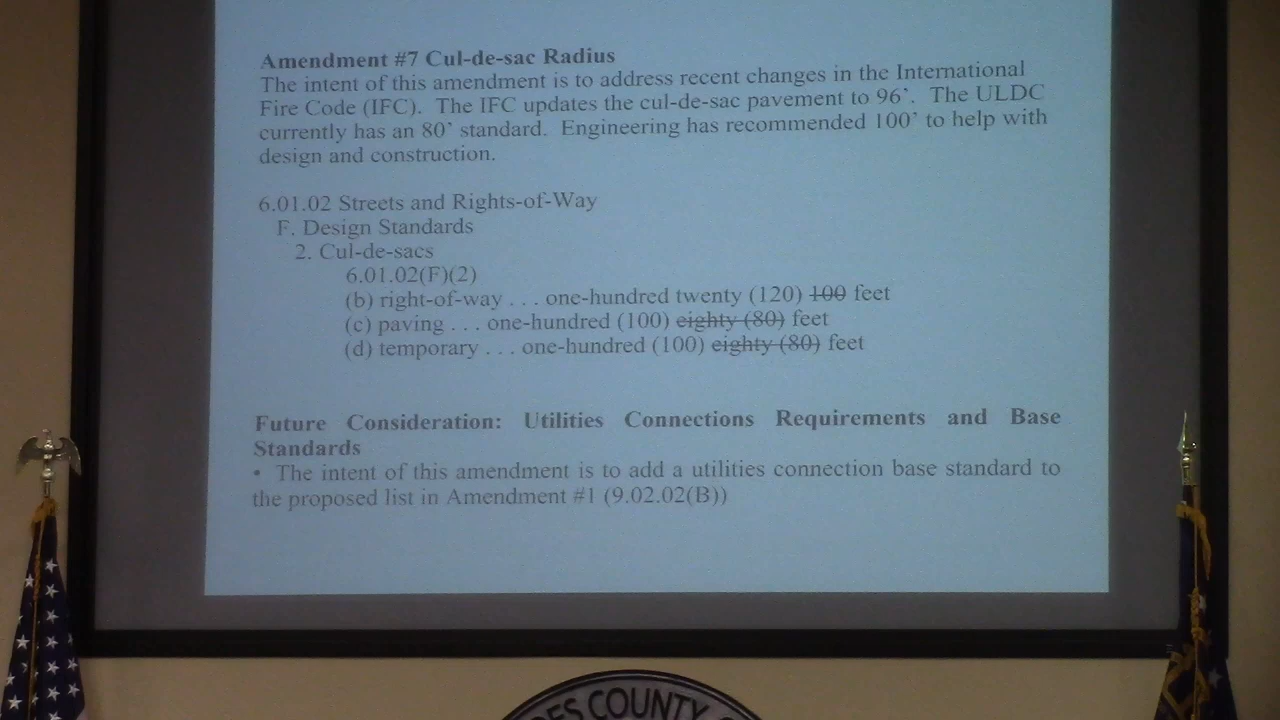 Amendment #7 Cul-de-sac Radius
The intent of this amendment is to address recent changes in the International
Fire Code (IFC). The IFC updates the cul-de-sac pavement to 96`. The ULDC
currently has an 80` standard. Engineering has recommended 100` to help with
design and construction.
6.01.02 Streets and Rights-of-Way
F. Design Standards
2. Cul-de-sacs
6.01.02(F)(2)
(b) right-of-way . . . one-hundred twenty (120) 100 feet
(c) paving . . . one-hundred (100) eighty (80) feet
(d) temporary . . . one-hundred (100) eighty (80) feet
Future Consideration: Utilities Connections Requirements and Base
Standards
• The intent of this amendment is to add a utilities connection base standard to
the proposed list in Amendment #1 (9.02.02(B))
COUNTY